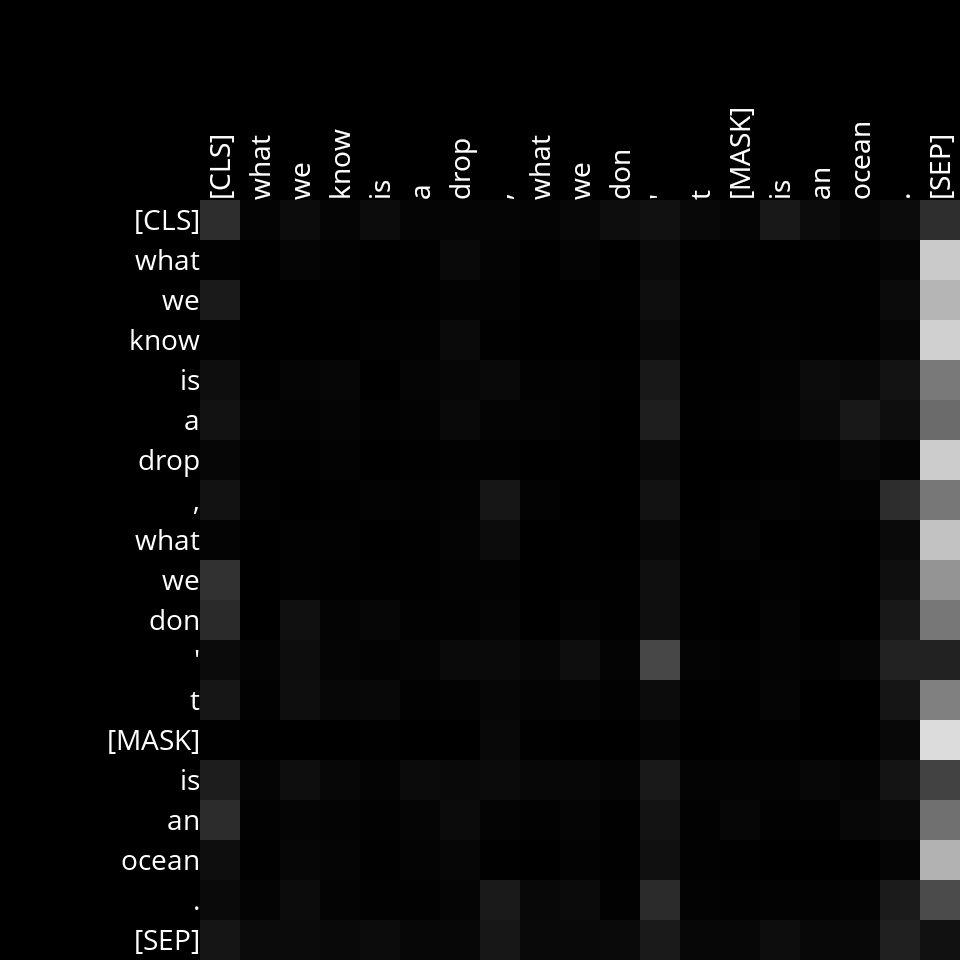 [CLS] what we know is a drop , what we don ' t [MASK] is an ocean . [SEP]
[CLS]
what
we
know
is
a
drop
,
what
we
don
'
t
[MASK]
is
an
ocean
.
[SEP]